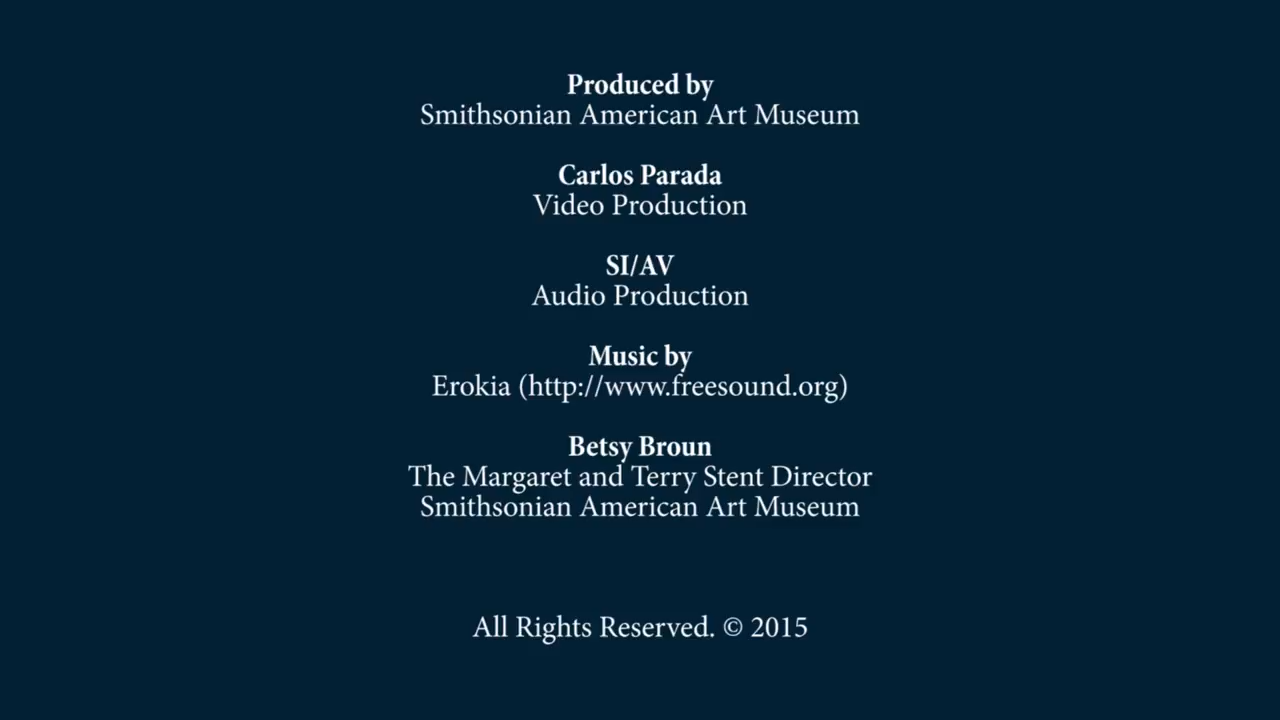 Produced by
Smithsonian American Art Museum
Carlos Parada
Video Production
SI/AV
Audio Production
Music by
Erokia (http://www.freesound.org)
Betsy Broun
The Margaret and Terry Stent Director
Smithsonian American Art Museum
All Rights Reserved. © 2015